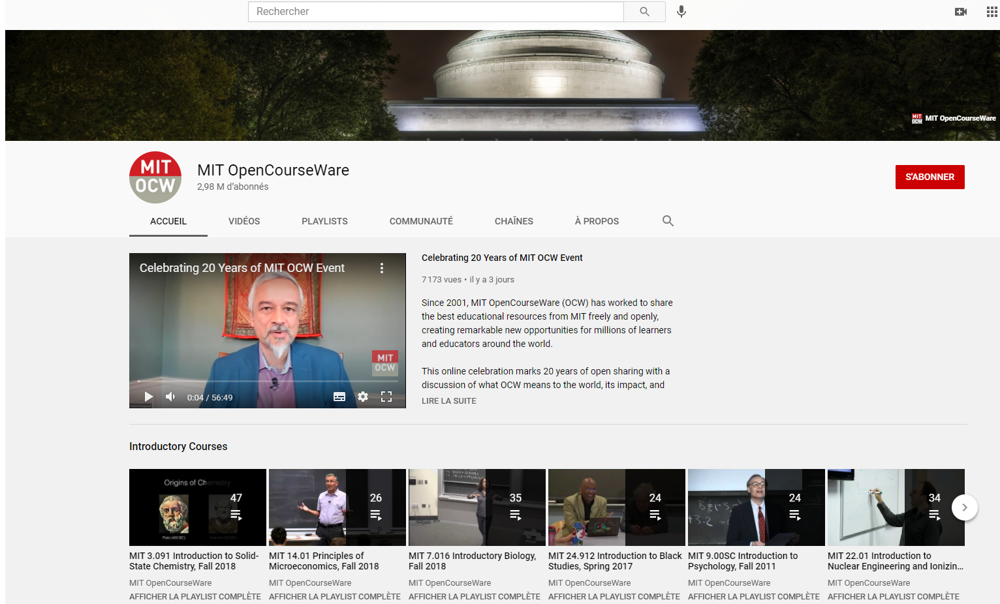 Rechercher
MIT OCW MIT OpenCourseWare
MIT
OCW
MIT OpenCourseWare
2,98 M d'abonnés
S'ABONNER
ACCUEIL VIDÉOS PLAYLISTS COMMUNAUTÉ CHAÎNES À PROPOS
Celebrating 20 Years of MIT OCW Event
MIT
OCW
0:04 / 56:49
Celebrating 20 Years of MIT OCW Event
7 173 vues • il y a 3 jours
Since 2001, MIT OpenCourseWare (OCW) has worked to share
the best educational resources from MIT freely and openly,
creating remarkable new opportunities for millions of learners
and educators around the world.
This online celebration marks 20 years of open sharing with a
discussion of what OCW means to the world, its impact, and
LIRE LA SUITE
Introductory Courses
Origins of Chemistry
Plato (400 BC)
47
26
35
24
24
34
MIT 3.091 Introduction to Solid-
State Chemistry, Fall 2018
MIT OpenCourseWare
AFFICHER LA PLAYLIST COMPLÈTE
MIT 14.01 Principles of
Microeconomics, Fall 2018
MIT OpenCourseWare
AFFICHER LA PLAYLIST COMPLÈTE
MIT 7.016 Introductory Biology,
Fall 2018
MIT OpenCourseWare
AFFICHER LA PLAYLIST COMPLÈTE
MIT 24.912 Introduction to Black
Studies, Spring 2017
MIT OpenCourseWare
AFFICHER LA PLAYLIST COMPLÈTE
MIT 9.00SC Introduction to
Psychology, Fall 2011
MIT OpenCourseWare
AFFICHER LA PLAYLIST COMPLÈTE
MIT 22.01 Introduction to
Nuclear Engineering and Ionizin...
MIT OpenCourseWare
AFFICHER LA PLAYLIST COMPLÈTE